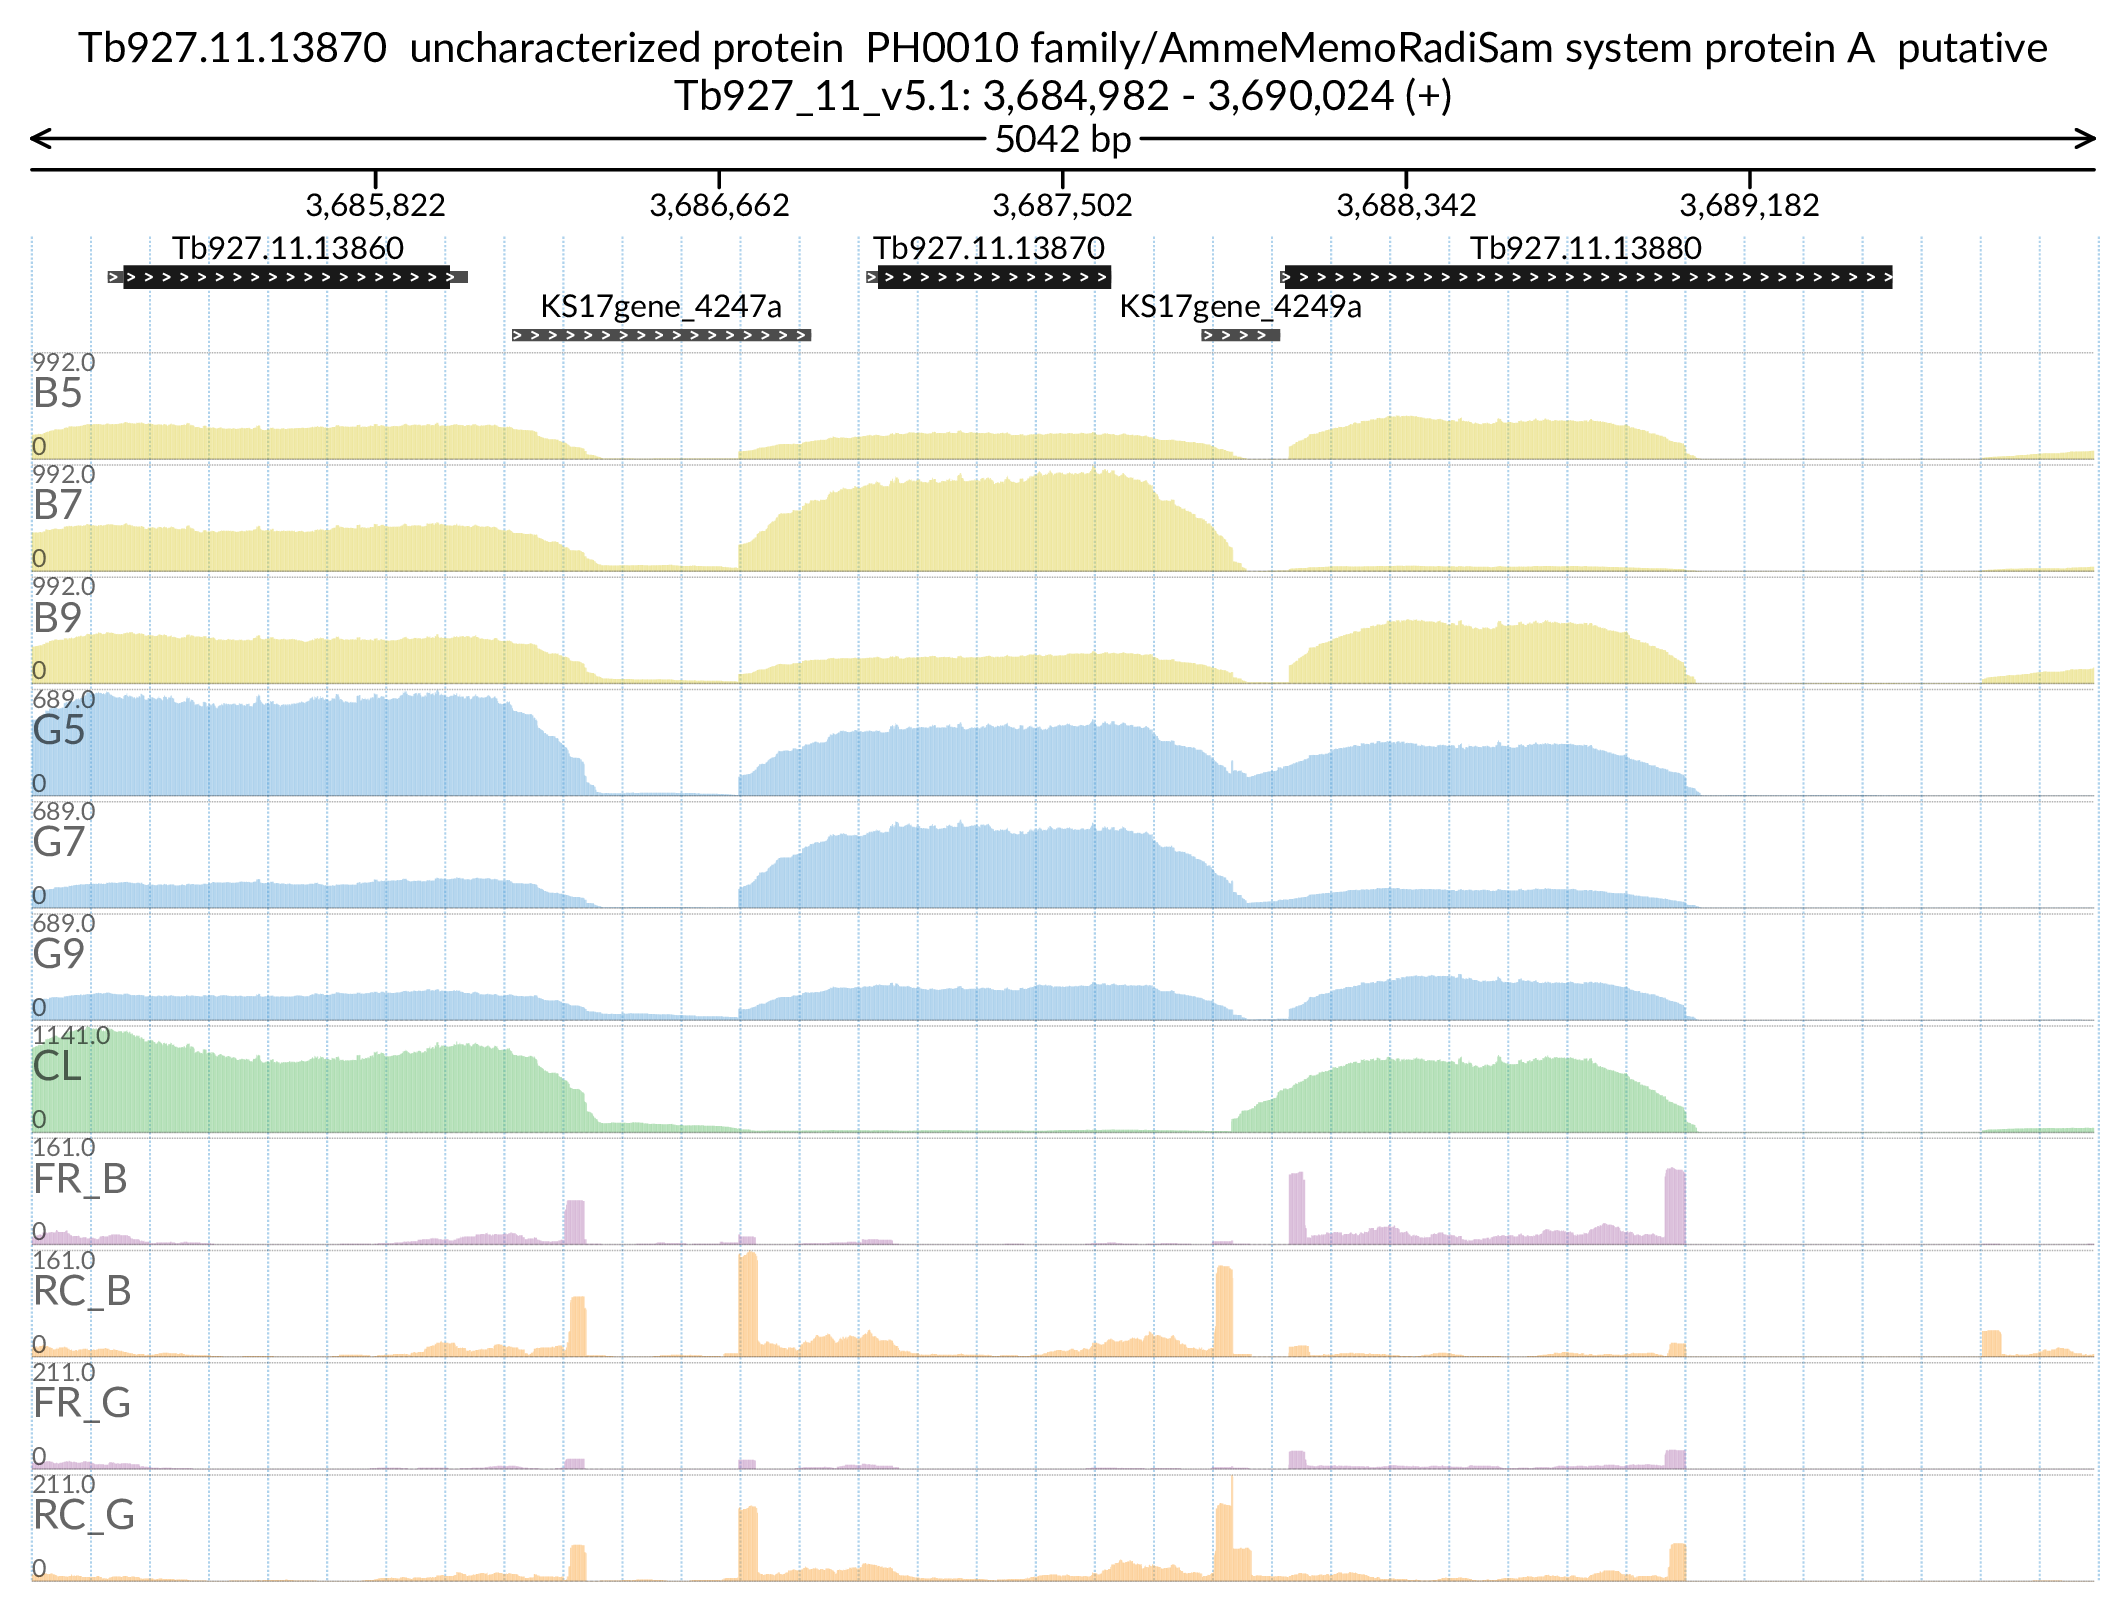 Tb927.11.13870  uncharacterized protein  PH0010 family/AmmeMemoRadiSam system protein A  putative
Tb927_11_v5.1: 3,684,982 - 3,690,024 (+)
5042 bp
3,685,822 3,686,662 3,687,502 3,688,342 3,689,182
Tb927.11.13860 Tb927.11.13870 Tb927.11.13880
KS17gene_4247a KS17gene_4249a
992.0
B5
0
992.0
B7
0
992.0
B9
0
689.0
G5
0
689.0
G7
0
689.0
G9
0
1141.0
CL
0
161.0
FR_B
0
161.0
RC_B
0
211.0
FR_G
0
211.0
RC_G
0